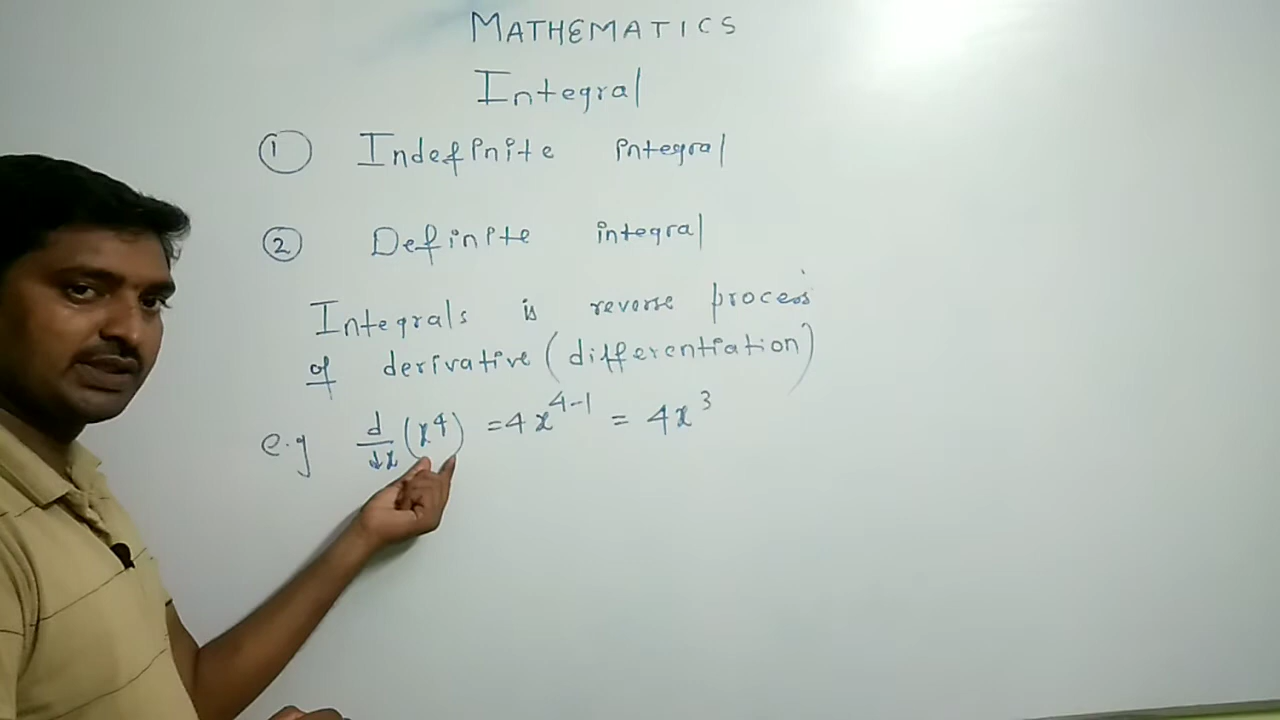 MATHEMATICS
Integral
① Indefinite integral
② Definite integral
Integrals is reverse process
of derivative (differentiation)
e.g d/dx (x⁴) = 4x⁴⁻¹ = 4x³